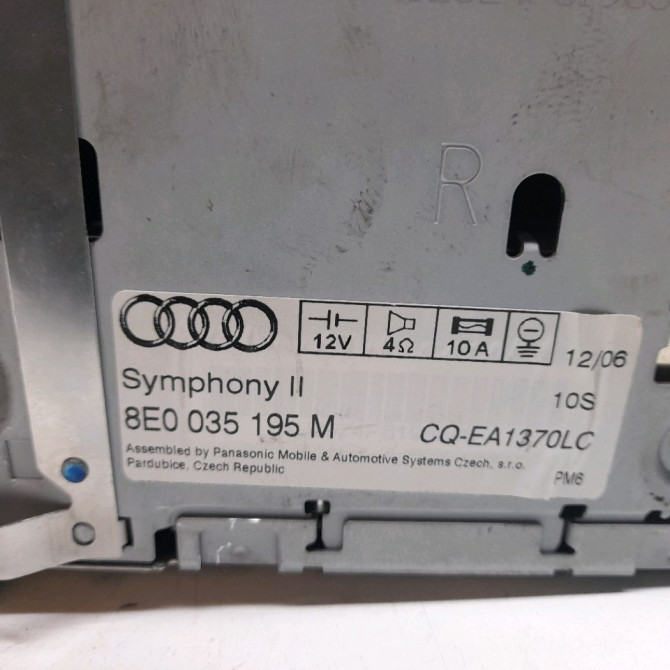 R
12V
4Ω
10 A
12/06
Symphony II
10S
8E0 035 195 M
CQ-EA1370LC
Assembled by Panasonic Mobile & Automotive Systems Czech, s.r.o.
Pardubice, Czech Republic
PM6